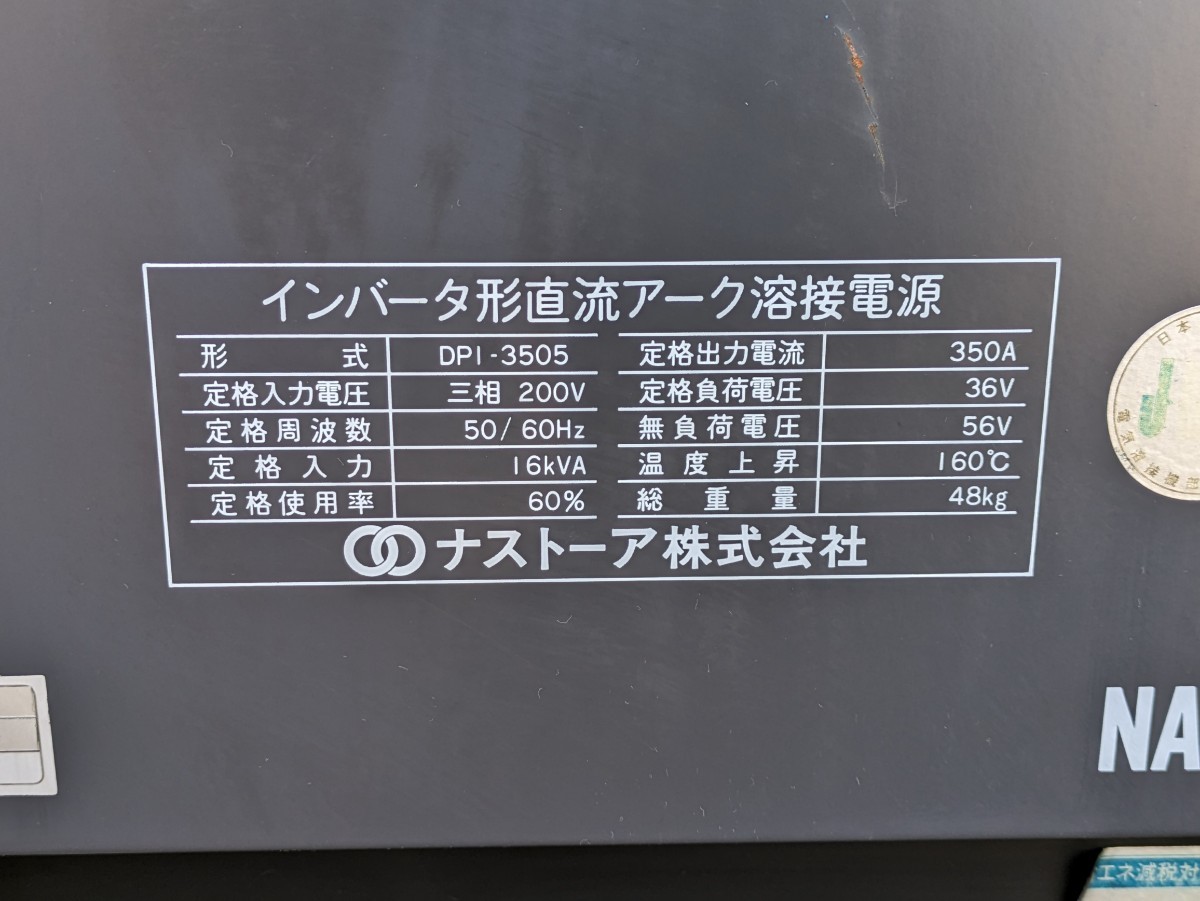 インバータ形直流アーク溶接電源
形式 DPI-3505 定格出力電流 350A
定格入力電圧 三相 200V 定格負荷電圧 36V
定格周波数 50/60Hz 無負荷電圧 56V
定格入力 16kVA 温度上昇 160℃
定格使用率 60% 総重量 48kg
ナストーア株式会社
日本
NA
エネ減税対